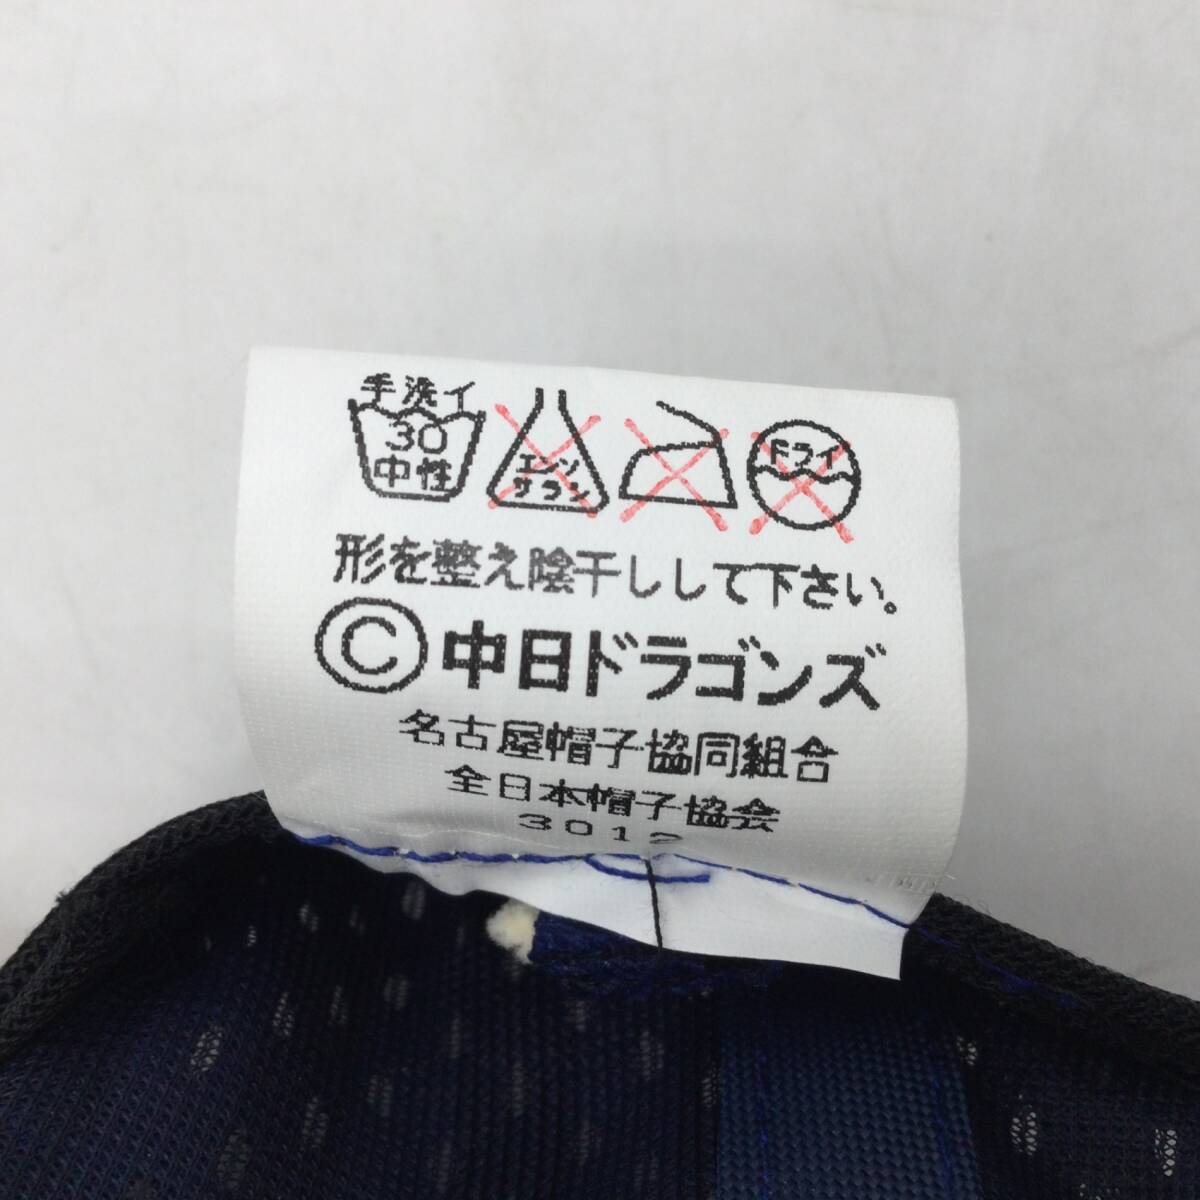 手洗イ
30
中性
エンソ
サラシ
ドライ
形を整え陰干ししして下さい。
Ⓒ中日ドラゴンズ
名古屋帽子協同組合
全日本帽子協会
3012